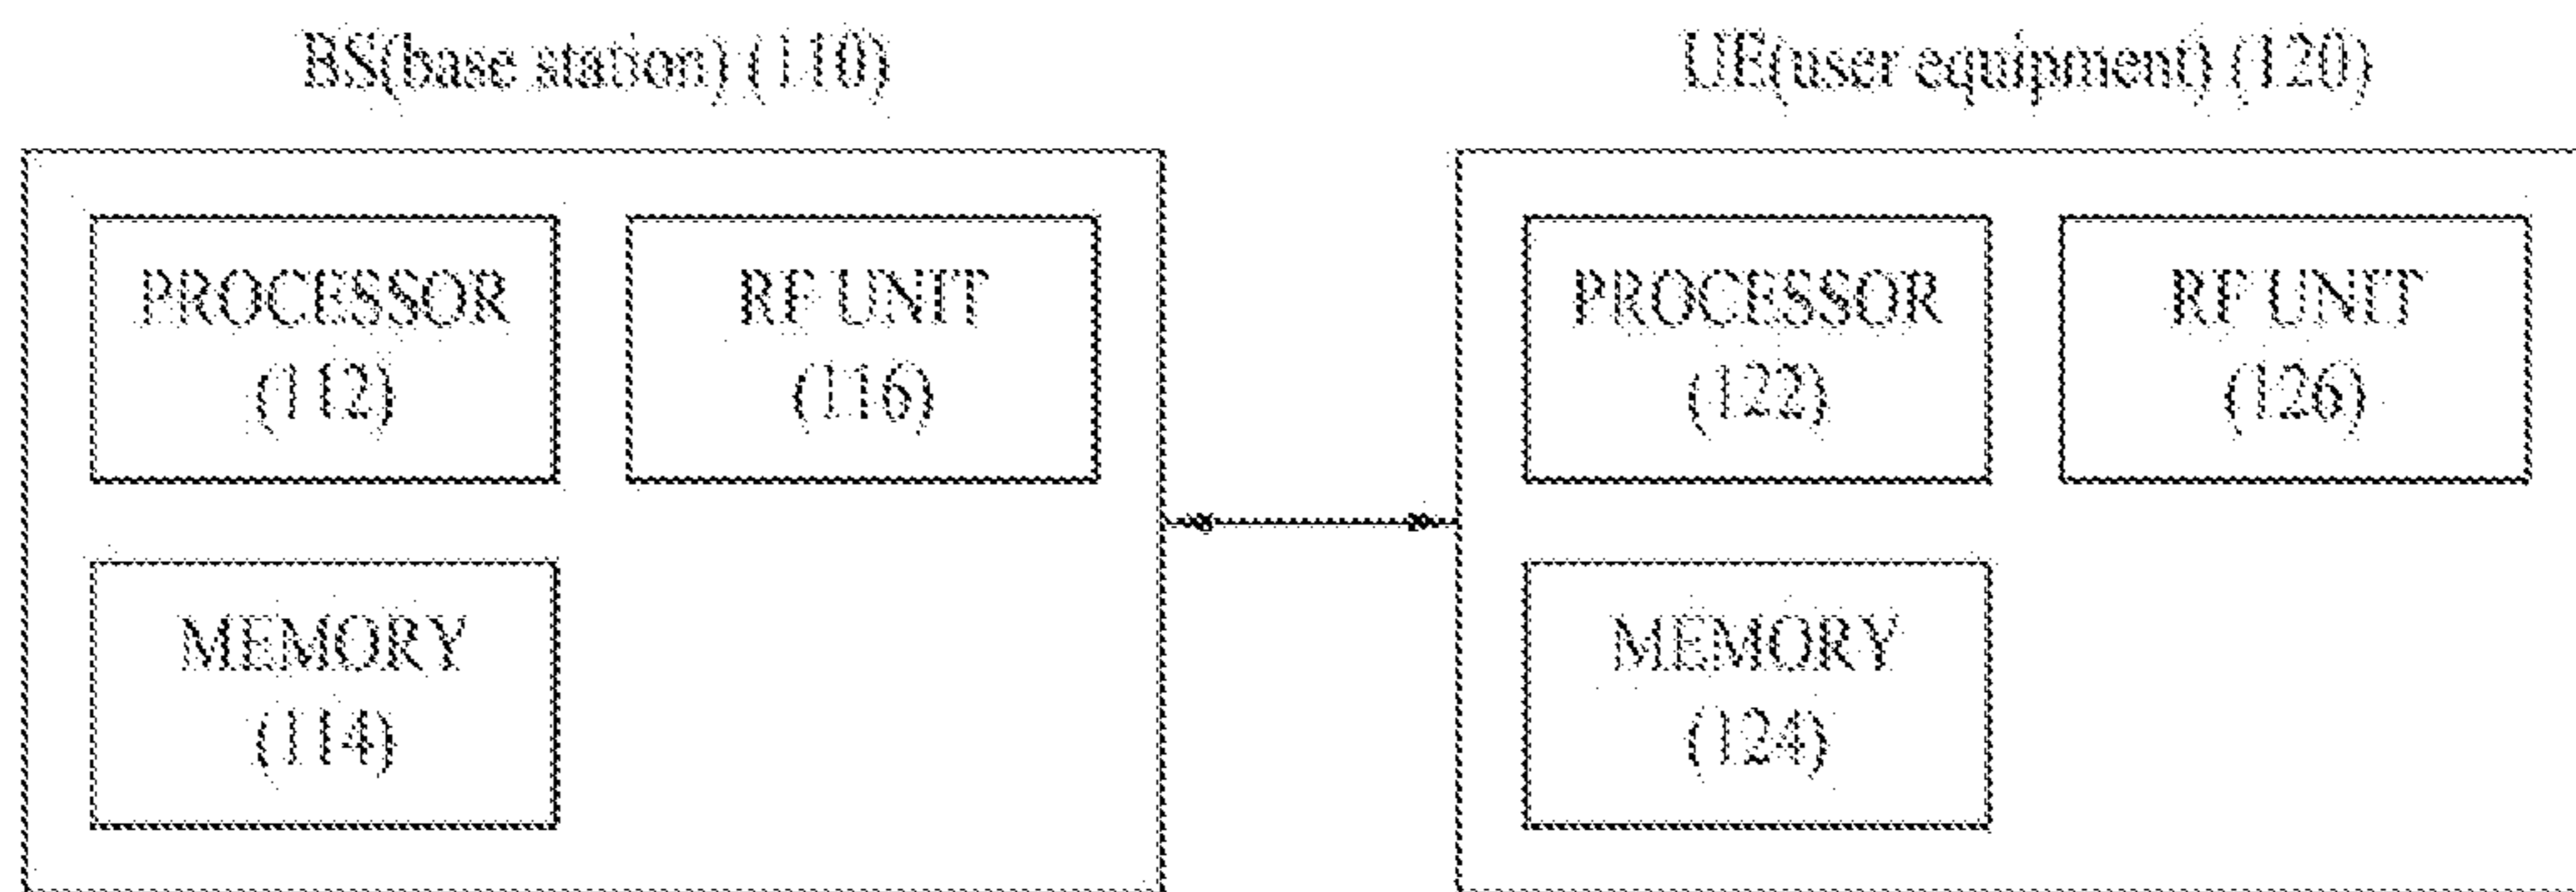 BS(base station) (110)
UE(user equipment) (120)
PROCESSOR
(112)
RF UNIT
(116)
MEMORY
(114)
PROCESSOR
(122)
RF UNIT
(126)
MEMORY
(124)